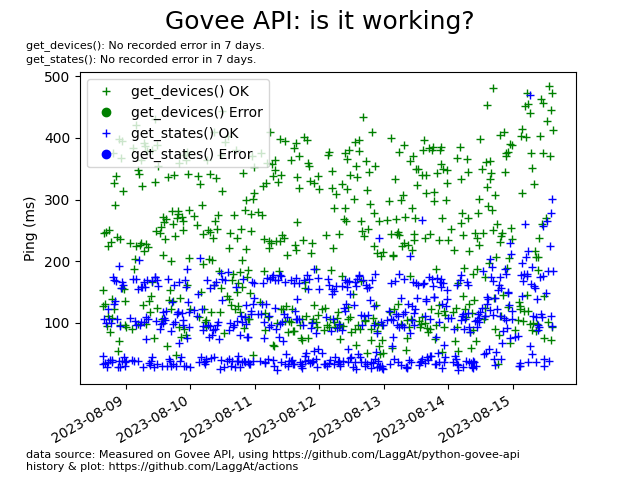 Govee API: is it working?
get_devices(): No recorded error in 7 days.
get_states(): No recorded error in 7 days.
500
400
300
200
100
Ping (ms)
get_devices() OK
get_devices() Error
get_states() OK
get_states() Error
2023-08-09
2023-08-10
2023-08-11
2023-08-12
2023-08-13
2023-08-14
2023-08-15
data source: Measured on Govee API, using https://github.com/LaggAt/python-govee-api
history & plot: https://github.com/LaggAt/actions